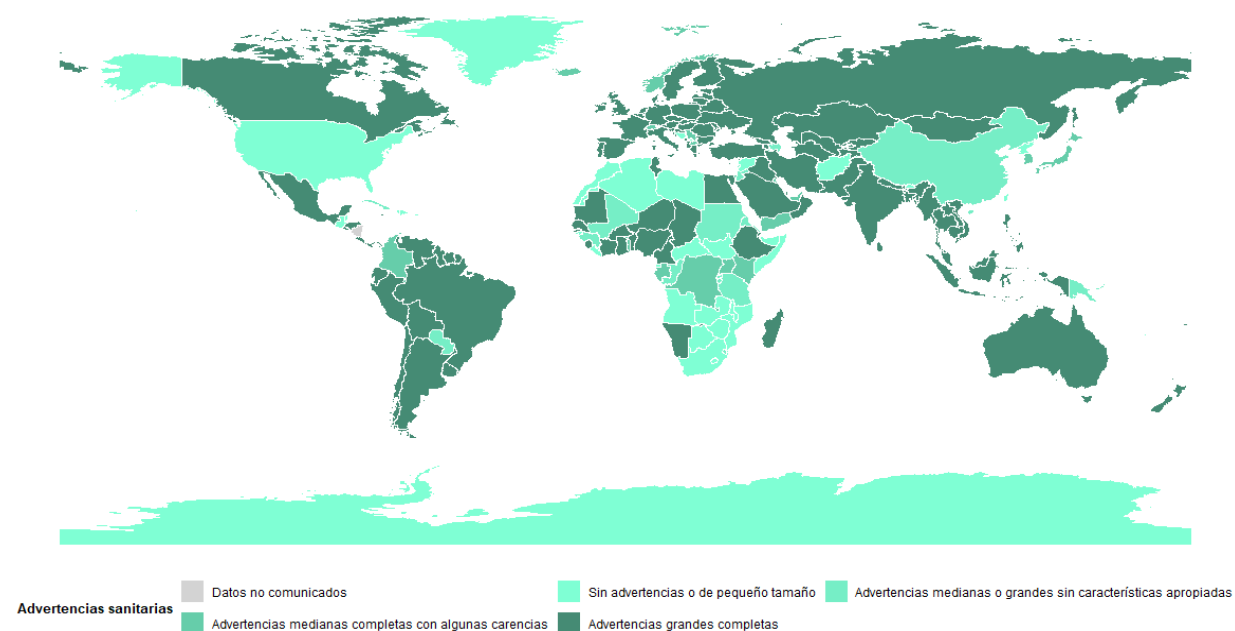 Datos no comunicados
Sin advertencias o de pequeño tamaño
Advertencias medianas o grandes sin características apropiadas
Advertencias sanitarias
Advertencias medianas completas con algunas carencias
Advertencias grandes completas